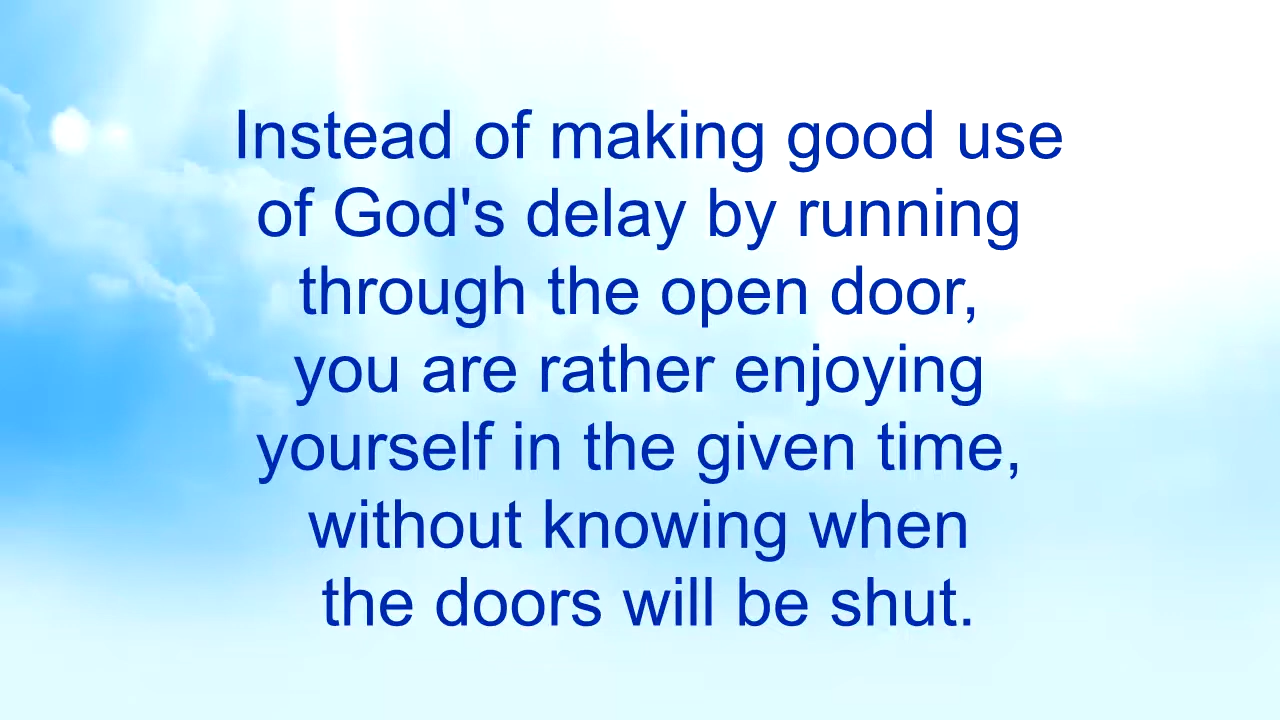 Instead of making good use
of God's delay by running
through the open door,
you are rather enjoying
yourself in the given time,
without knowing when
the doors will be shut.